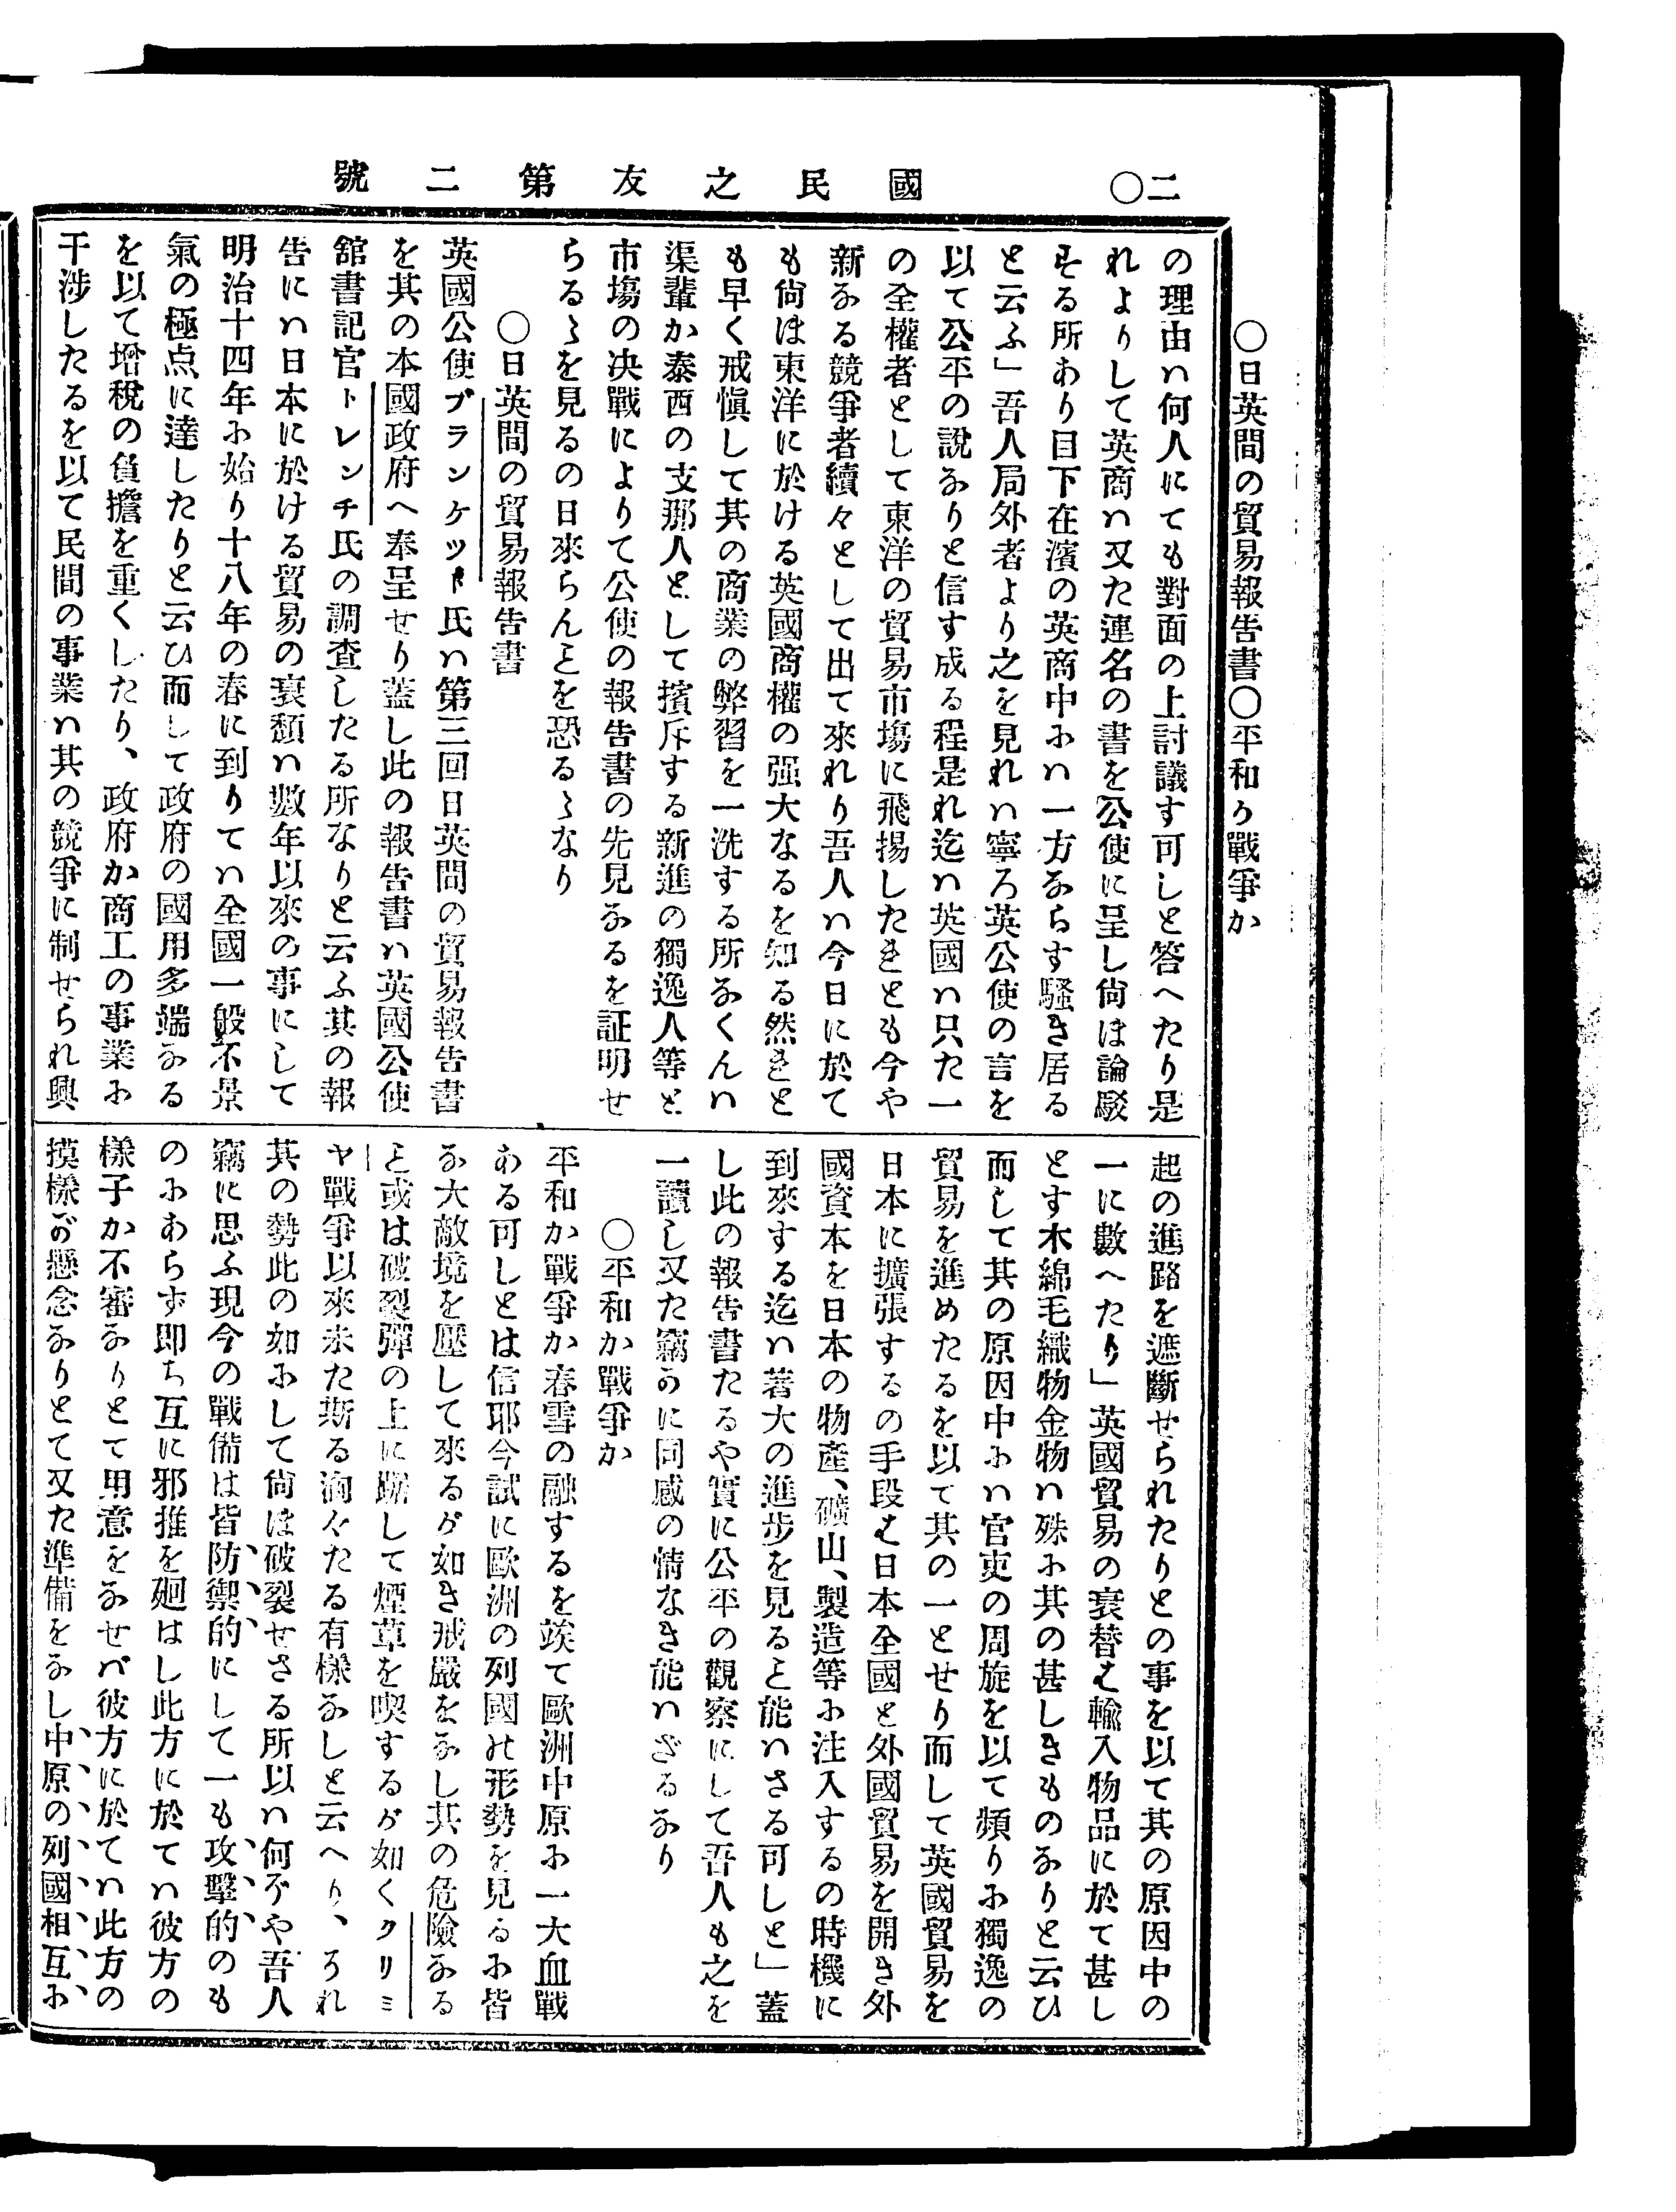 二〇
國民之友第二號
〇日英間の貿易報告書〇平和か戰爭か
の理由ハ何人にても對面の上討議す可しと答へたり是
れよりして英商ハ又た連名の書を公使に呈し尙ほ論駁
する所あり目下在濱の英商中にハ一方ならす騷き居る
と云ふ」吾人局外者より之を見れハ寧ろ英公使の言を
以て公平の說なりと信す成る程是れ迄ハ英國ハ只た一
の全權者として東洋の貿易市塲に飛揚したれとも今や
新なる競爭者續々として出て來れり吾人ハ今日に於て
も尙ほ東洋に於ける英國商權の强大なるを知る然れと
も早く戒愼して其の商業の弊習を一洗する所なくんハ
渠輩か泰西の支那人として擯斥する新進の獨逸人等と
市塲の决戰によりて公使の報告書の先見なるを証明せ
らるゝを見るの日來らんとを恐るゝなり
〇日英間の貿易報告書
英國公使プランケット氏ハ第三回日英間の貿易報告書
を其の本國政府へ奉呈せり蓋し此の報告書ハ英國公使
舘書記官トレンチ氏の調査したる所なりと云ふ其の報
告にハ日本に於ける貿易の衰頽ハ數年以來の事にして
明治十四年に始り十八年の春に到りてハ全國一般不景
氣の極点に達したりと云ひ而して政府の國用多端なる
を以て增稅の負擔を重くしたり、政府か商工の事業に
干涉したるを以て民間の事業ハ其の競爭に制せられ興
起の進路を遮斷せられたりとの事を以て其の原因中の
一に數へたり」英國貿易の衰替は輸入物品に於て甚し
とす木綿毛織物金物ハ殊に其の甚しきものなりと云ひ
而して其の原因中にハ官吏の周旋を以て頻りに獨逸の
貿易を進めたるを以て其の一とせり而して英國貿易を
日本に擴張するの手段は日本全國と外國貿易を開き外
國資本を日本の物產、礦山、製造等に注入するの時機に
到來する迄ハ著大の進步を見ると能ハさる可しと」蓋
し此の報告書たるや實に公平の觀察にして吾人も之を
一讀し又た竊かに同感の情なき能ハざるなり
〇平和か戰爭か
平和か戰爭か春雪の融するを竢て歐洲中原に一大血戰
ある可しとは信耶今試に歐洲の列國の形勢を見るに皆
な大敵境を壓して來るが如き戒嚴をなし其の危險なる
と或は破裂彈の上に踞して煙草を喫するが如くクリミ
ヤ戰爭以來未た斯る洶々たる有樣なしと云へり、それ
其の勢此の如にして尙ほ破裂せさる所以ハ何ぞや吾人
竊に思ふ現今の戰備は皆防禦的にして一も攻擊的のも
のにあらず卽ち互に邪推を廻はし此方に於てハ彼方の
樣子か不審なりとて用意をなせバ彼方に於てハ此方の
摸樣が懸念なりとて又た準備をなし中原の列國相互に